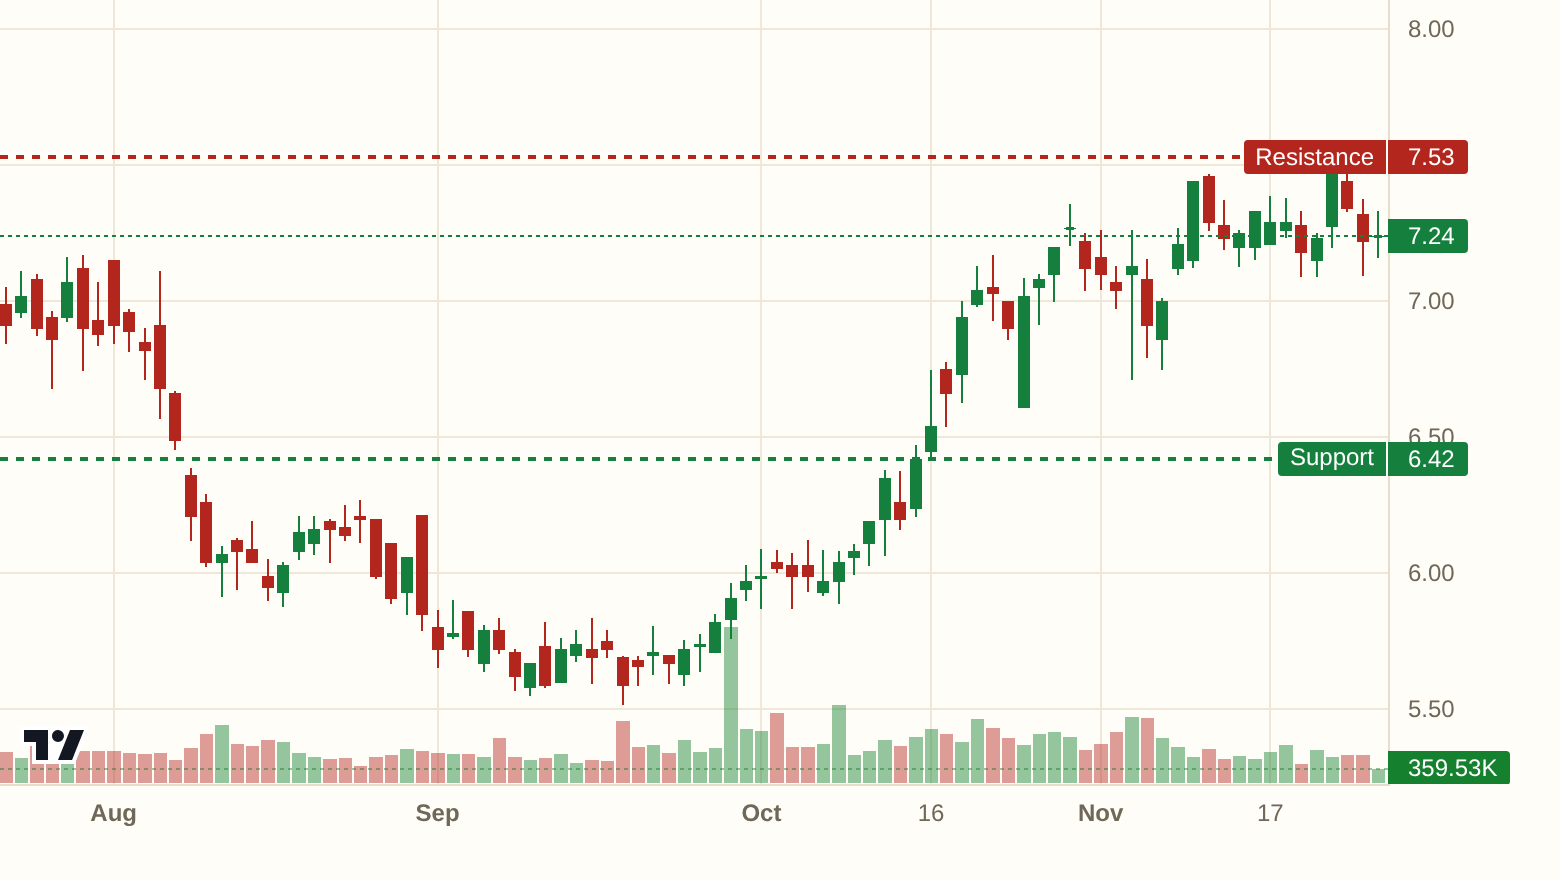 8.00
Resistance 7.53
7.24
7.00
6.50
Support 6.42
6.00
5.50
359.53K
Aug Sep Oct 16 Nov 17